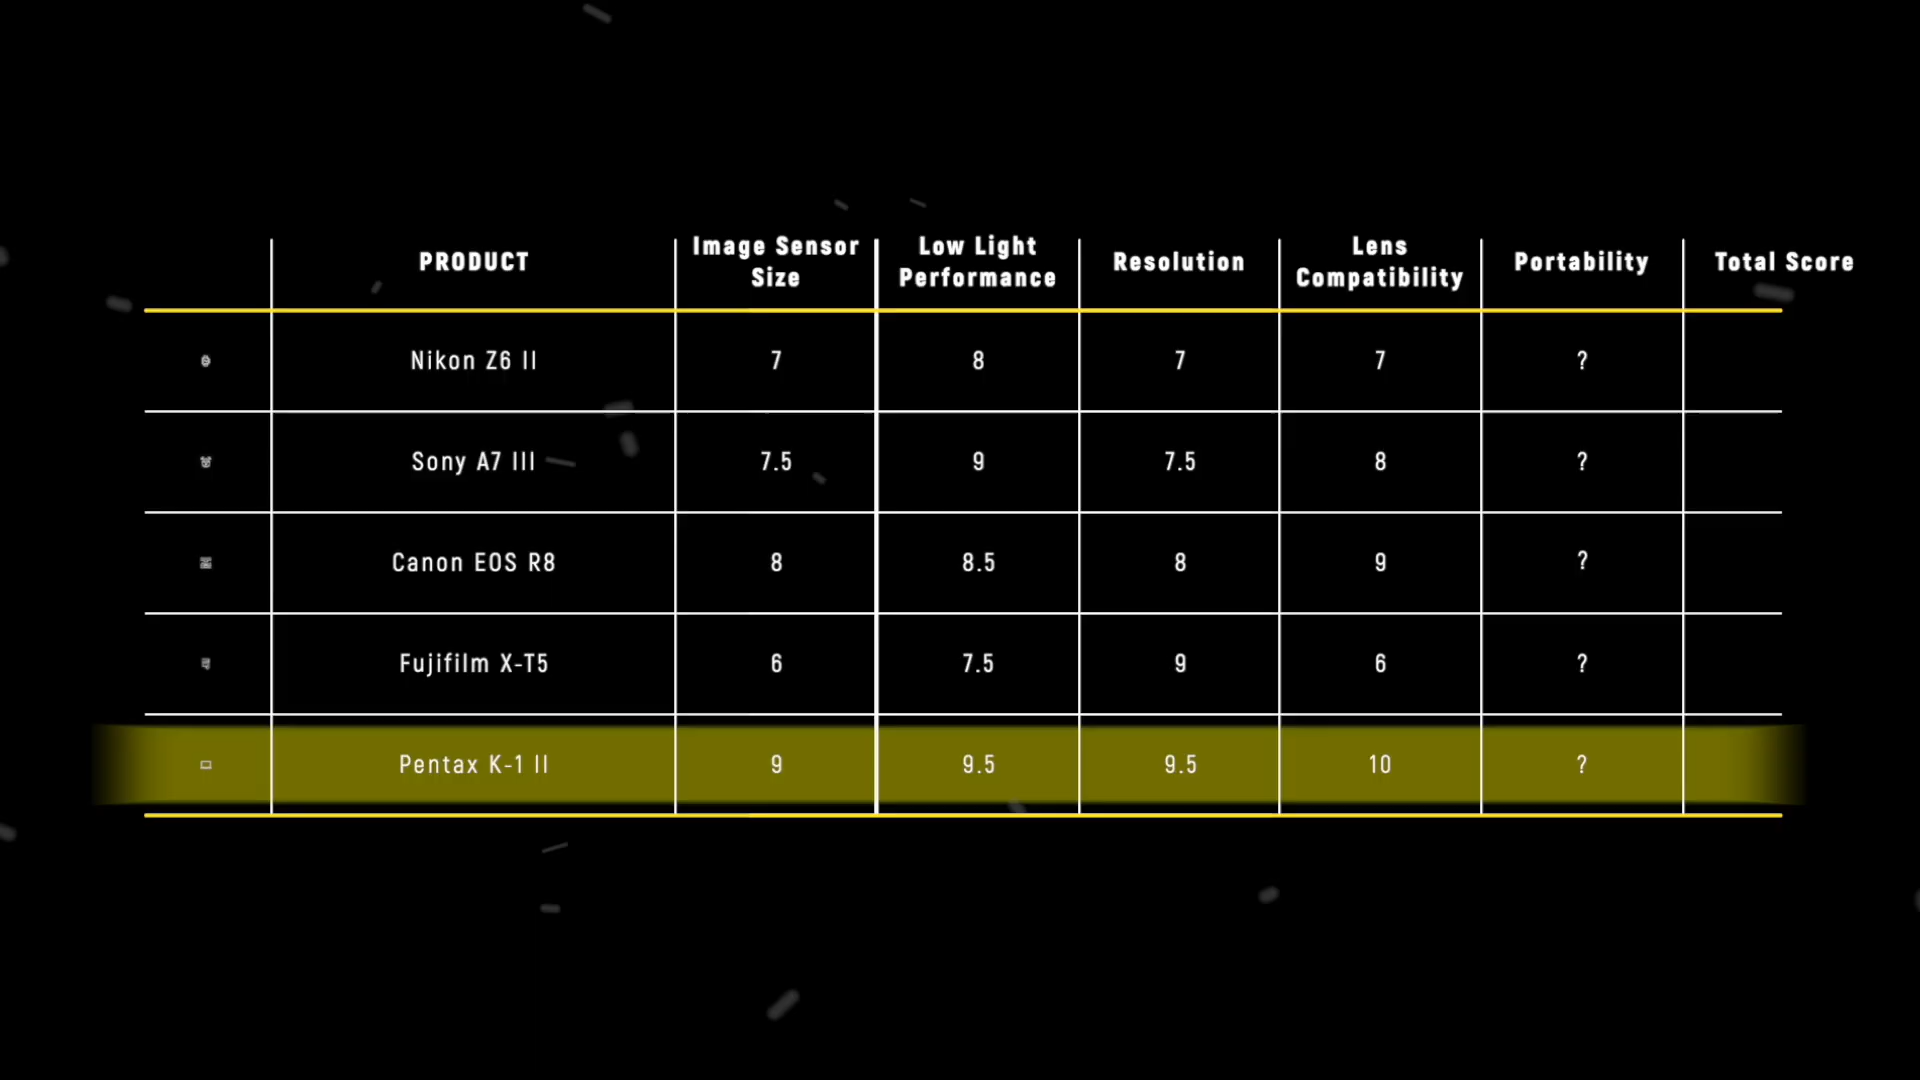 PRODUCT
Image Sensor
Size
Low Light
Performance
Resolution
Lens
Compatibility
Portability
Total Score
Nikon Z6 II 7 8 7 7 ?
Sony A7 III 7.5 9 7.5 8 ?
Canon EOS R8 8 8.5 8 9 ?
Fujifilm X-T5 6 7.5 9 6 ?
Pentax K-1 II 9 9.5 9.5 10 ?